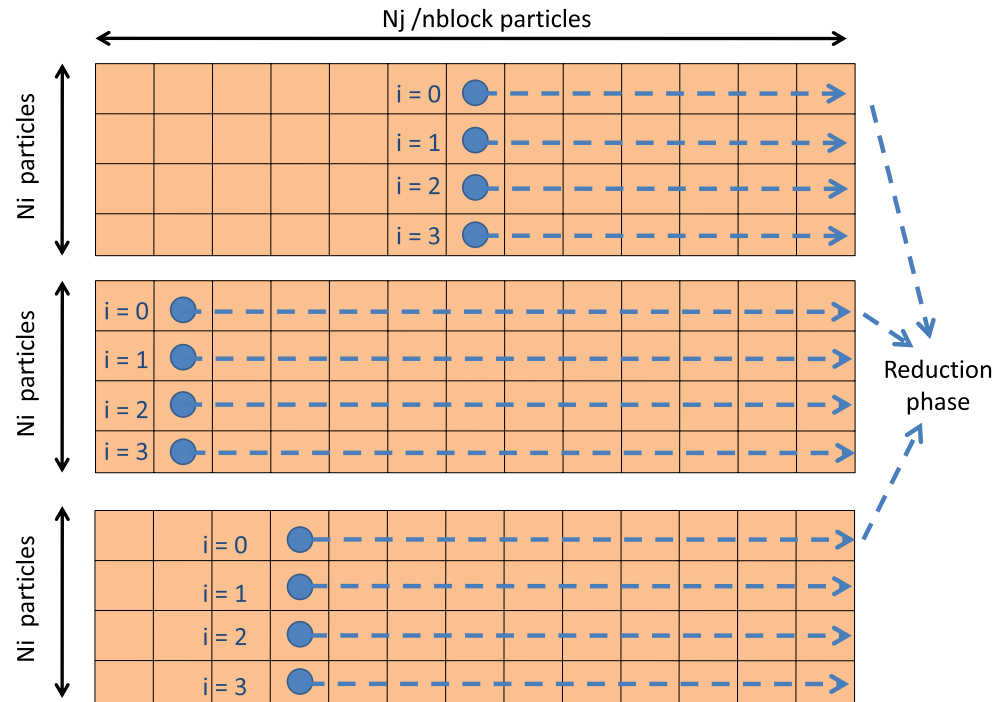 Nj /nblock particles
Ni particles
i = 0
i = 1
i = 2
i = 3
Ni particles
i = 0
i = 1
i = 2
i = 3
Reduction
phase
Ni particles
i = 0
i = 1
i = 2
i = 3